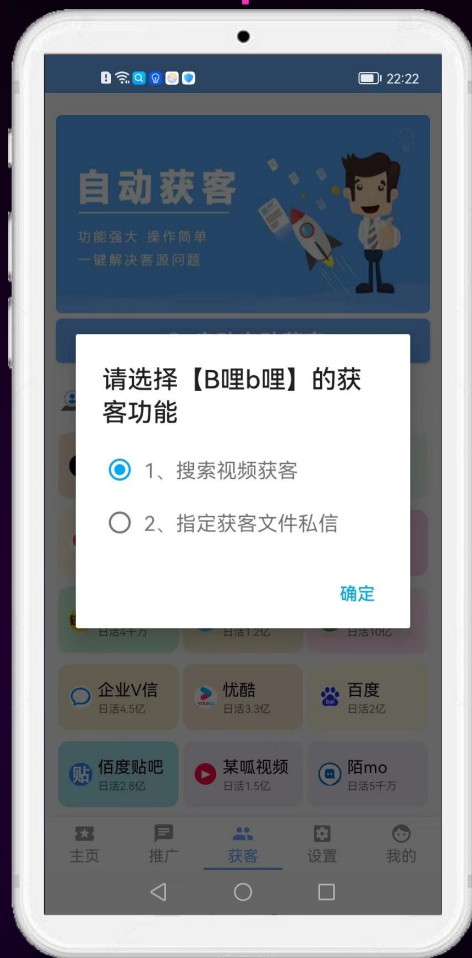 22:22
自动获客
功能强大 操作简单
一键解决客源问题
请选择【B哩b哩】的获
客功能
1、搜索视频获客
2、指定获客文件私信
确定
日活4千万
日活1.2亿
日活10亿
企业V信
日活4.5亿
忧酷
日活3.3亿
百度
日活2亿
佰度贴吧
日活2.8亿
某呱视频
日活1.5亿
陌mo
日活5千万
主页
推广
获客
设置
我的